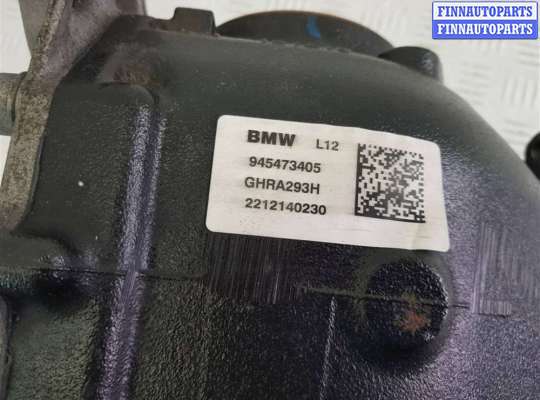 FINNAUTOPARTS
FINNAUTOPARTS
BMW L12
945473405
GHRA293H
2212140230